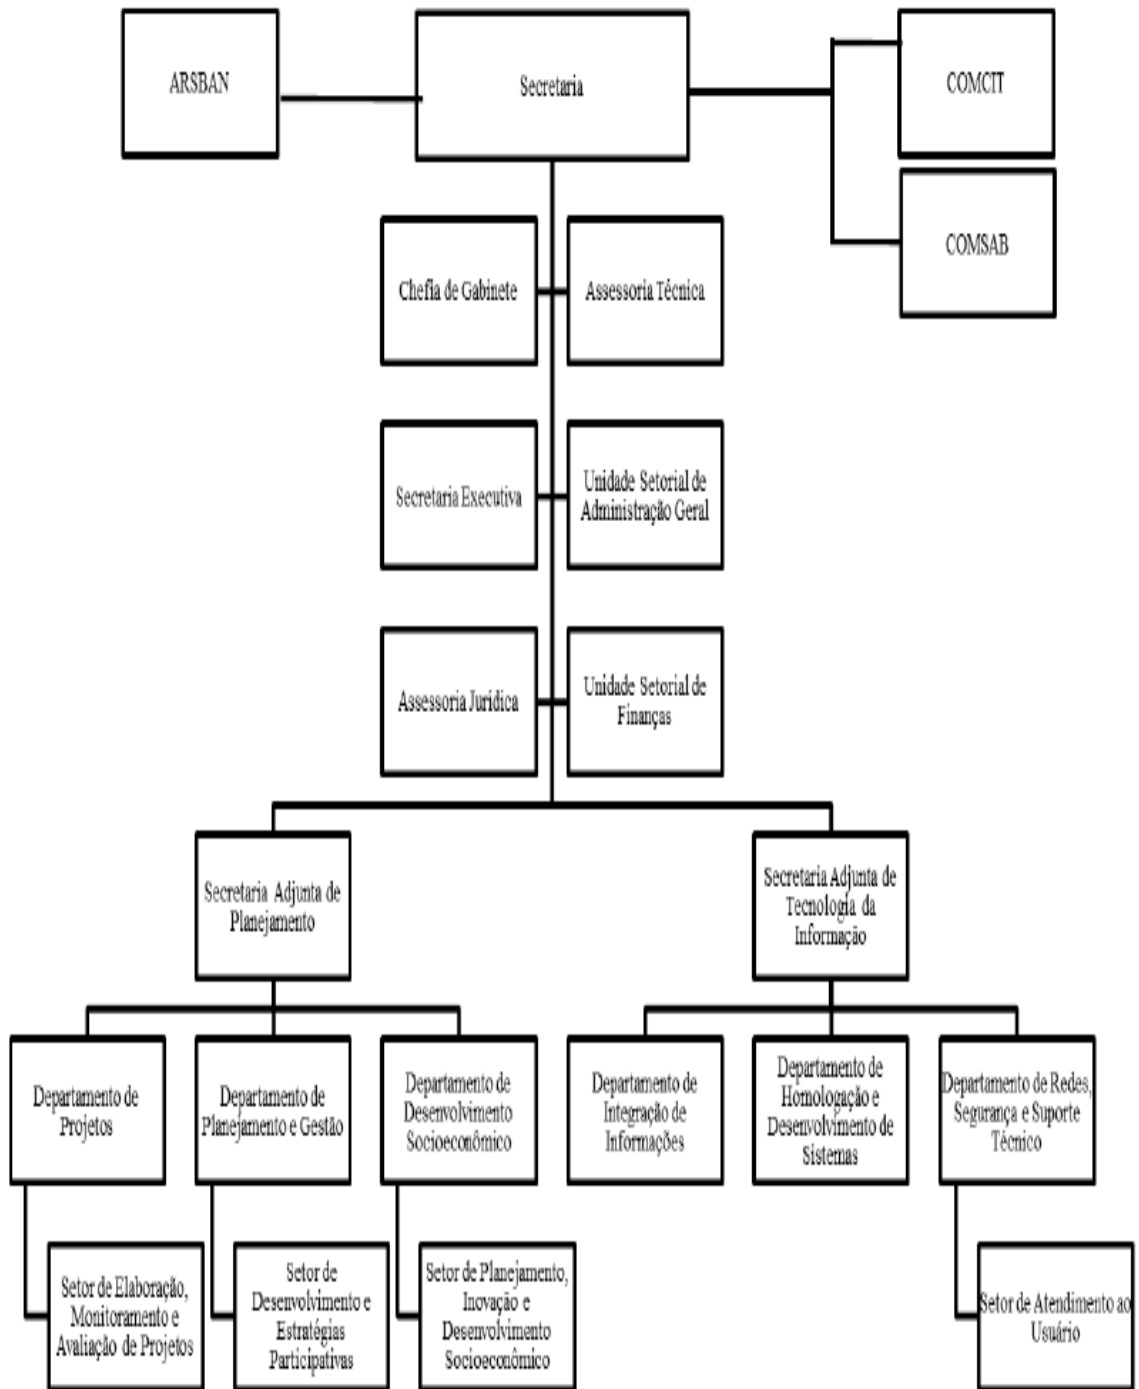 ARSBAN
Secretaria
COMCIT
COMSAB
Chefia de Gabinete
Assessoria Técnica
Secretaria Executiva
Unidade Setorial de
Administração Geral
Assessoria Jurídica
Unidade Setorial de
Finanças
Secretaria Adjunta de
Planejamento
Secretaria Adjunta de
Tecnologia da
Informação
Departamento de
Projetos
Departamento de
Planejamento e Gestão
Departamento de
Desenvolvimento
Socioeconômico
Departamento de
Integração de
Informações
Departamento de
Homologação e
Desenvolvimento de
Sistemas
Departamento de Redes,
Segurança e Suporte
Técnico
Setor de Elaboração,
Monitoramento e
Avaliação de Projetos
Setor de
Desenvolvimento e
Estratégias
Participativas
Setor de Planejamento,
Inovação e
Desenvolvimento
Socioeconômico
Setor de Atendimento ao
Usuário